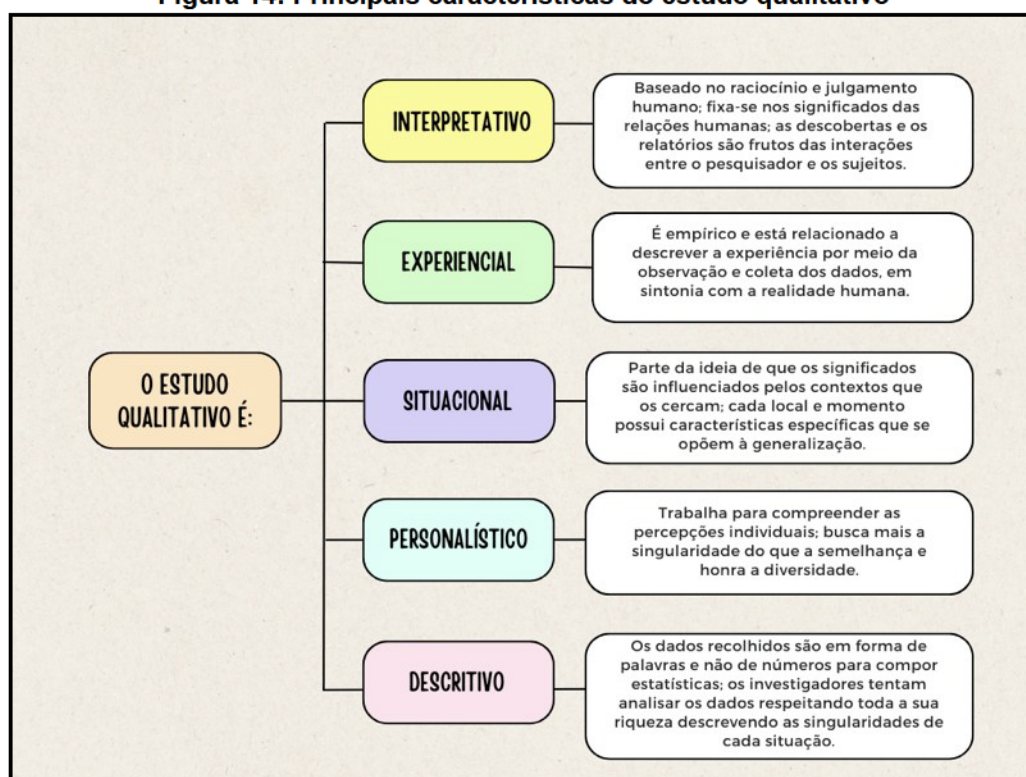 Figura 14: Principais características do estudo qualitativo
INTERPRETATIVO
Baseado no raciocínio e julgamento
humano; fixa-se nos significados das
relações humanas; as descobertas e os
relatórios são frutos das interações
entre o pesquisador e os sujeitos.
EXPERIENCIAL
É empírico e está relacionado a
descrever a experiência por meio da
observação e coleta dos dados, em
sintonia com a realidade humana.
O ESTUDO
QUALITATIVO É:
SITUACIONAL
Parte da ideia de que os significados
são influenciados pelos contextos que
os cercam; cada local e momento
possui características específicas que se
opõem à generalização.
PERSONALÍSTICO
Trabalha para compreender as
percepções individuais; busca mais a
singularidade do que a semelhança e
honra a diversidade.
DESCRITIVO
Os dados recolhidos são em forma de
palavras e não de números para compor
estatísticas; os investigadores tentam
analisar os dados respeitando toda a sua
riqueza descrevendo as singularidades de
cada situação.